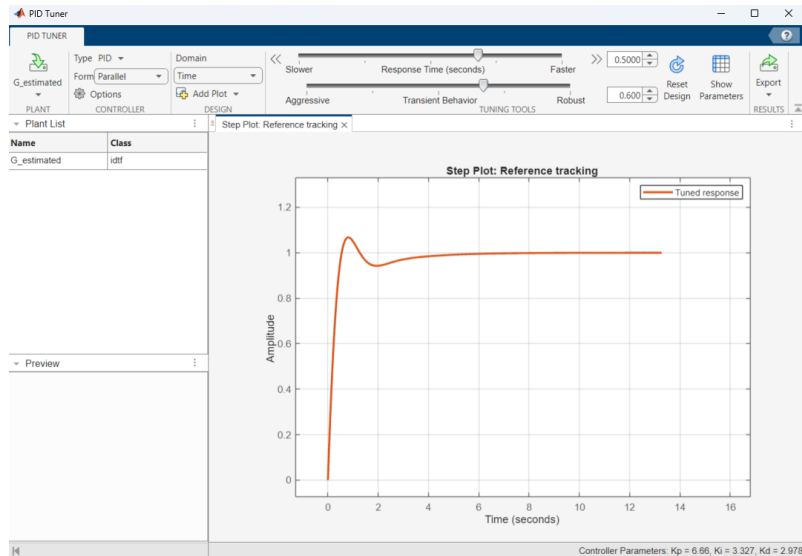 PID Tuner
PID TUNER
G_estimated
PLANT
Type PID
Form Parallel
Options
CONTROLLER
Domain
Time
Add Plot
DESIGN
Slower Response Time (seconds) Faster
0.5000
Aggressive Transient Behavior Robust
0.600
TUNING TOOLS
Reset
Design
Show
Parameters
Export
RESULTS
Plant List
Name Class
G_estimated idtf
Preview
Step Plot: Reference tracking
Step Plot: Reference tracking
Tuned response
1.2
1
0.8
0.6
0.4
0.2
0
Amplitude
0 2 4 6 8 10 12 14 16
Time (seconds)
Controller Parameters: Kp = 6.66, Ki = 3.327, Kd = 2.978